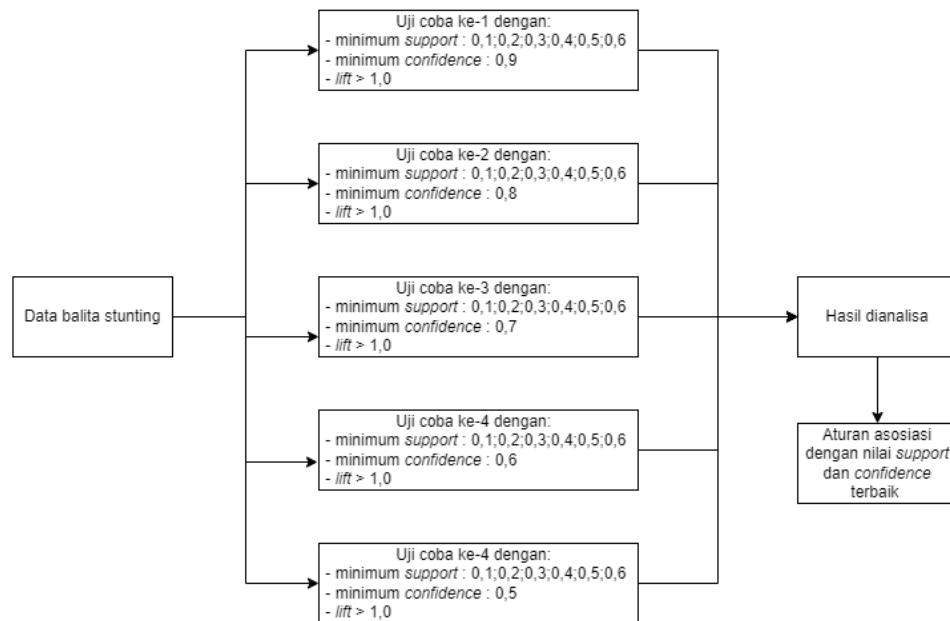 Uji coba ke-1 dengan:
- minimum support : 0,1;0,2;0,3;0,4;0,5;0,6
- minimum confidence : 0,9
- lift > 1,0
Uji coba ke-2 dengan:
- minimum support : 0,1;0,2;0,3;0,4;0,5;0,6
- minimum confidence : 0,8
- lift > 1,0
Data balita stunting
Uji coba ke-3 dengan:
- minimum support : 0,1;0,2;0,3;0,4;0,5;0,6
- minimum confidence : 0,7
- lift > 1,0
Hasil dianalisa
Uji coba ke-4 dengan:
- minimum support : 0,1;0,2;0,3;0,4;0,5;0,6
- minimum confidence : 0,6
- lift > 1,0
Aturan asosiasi
dengan nilai support
dan confidence
terbaik
Uji coba ke-4 dengan:
- minimum support : 0,1;0,2;0,3;0,4;0,5;0,6
- minimum confidence : 0,5
- lift > 1,0